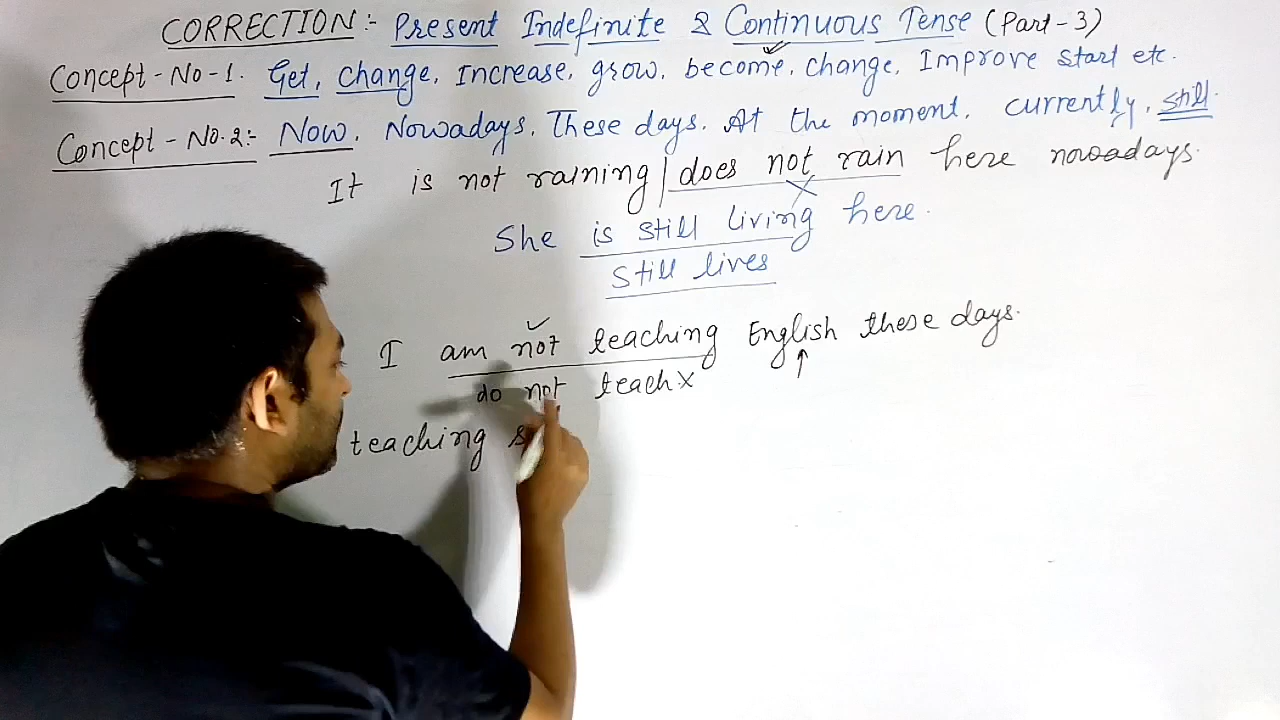 CORRECTION:- Present Indefinite & Continuous Tense (Part-3)
Concept-No-1. Get, change, Increase, grow, become, change, Improve start etc.
Concept-No.2:- Now, Nowadays, These days, At the moment, currently, still.
It is not raining/does not rain here nowadays.
She is still living here.
still lives
I am not teaching English these days.
do not teach x
teaching